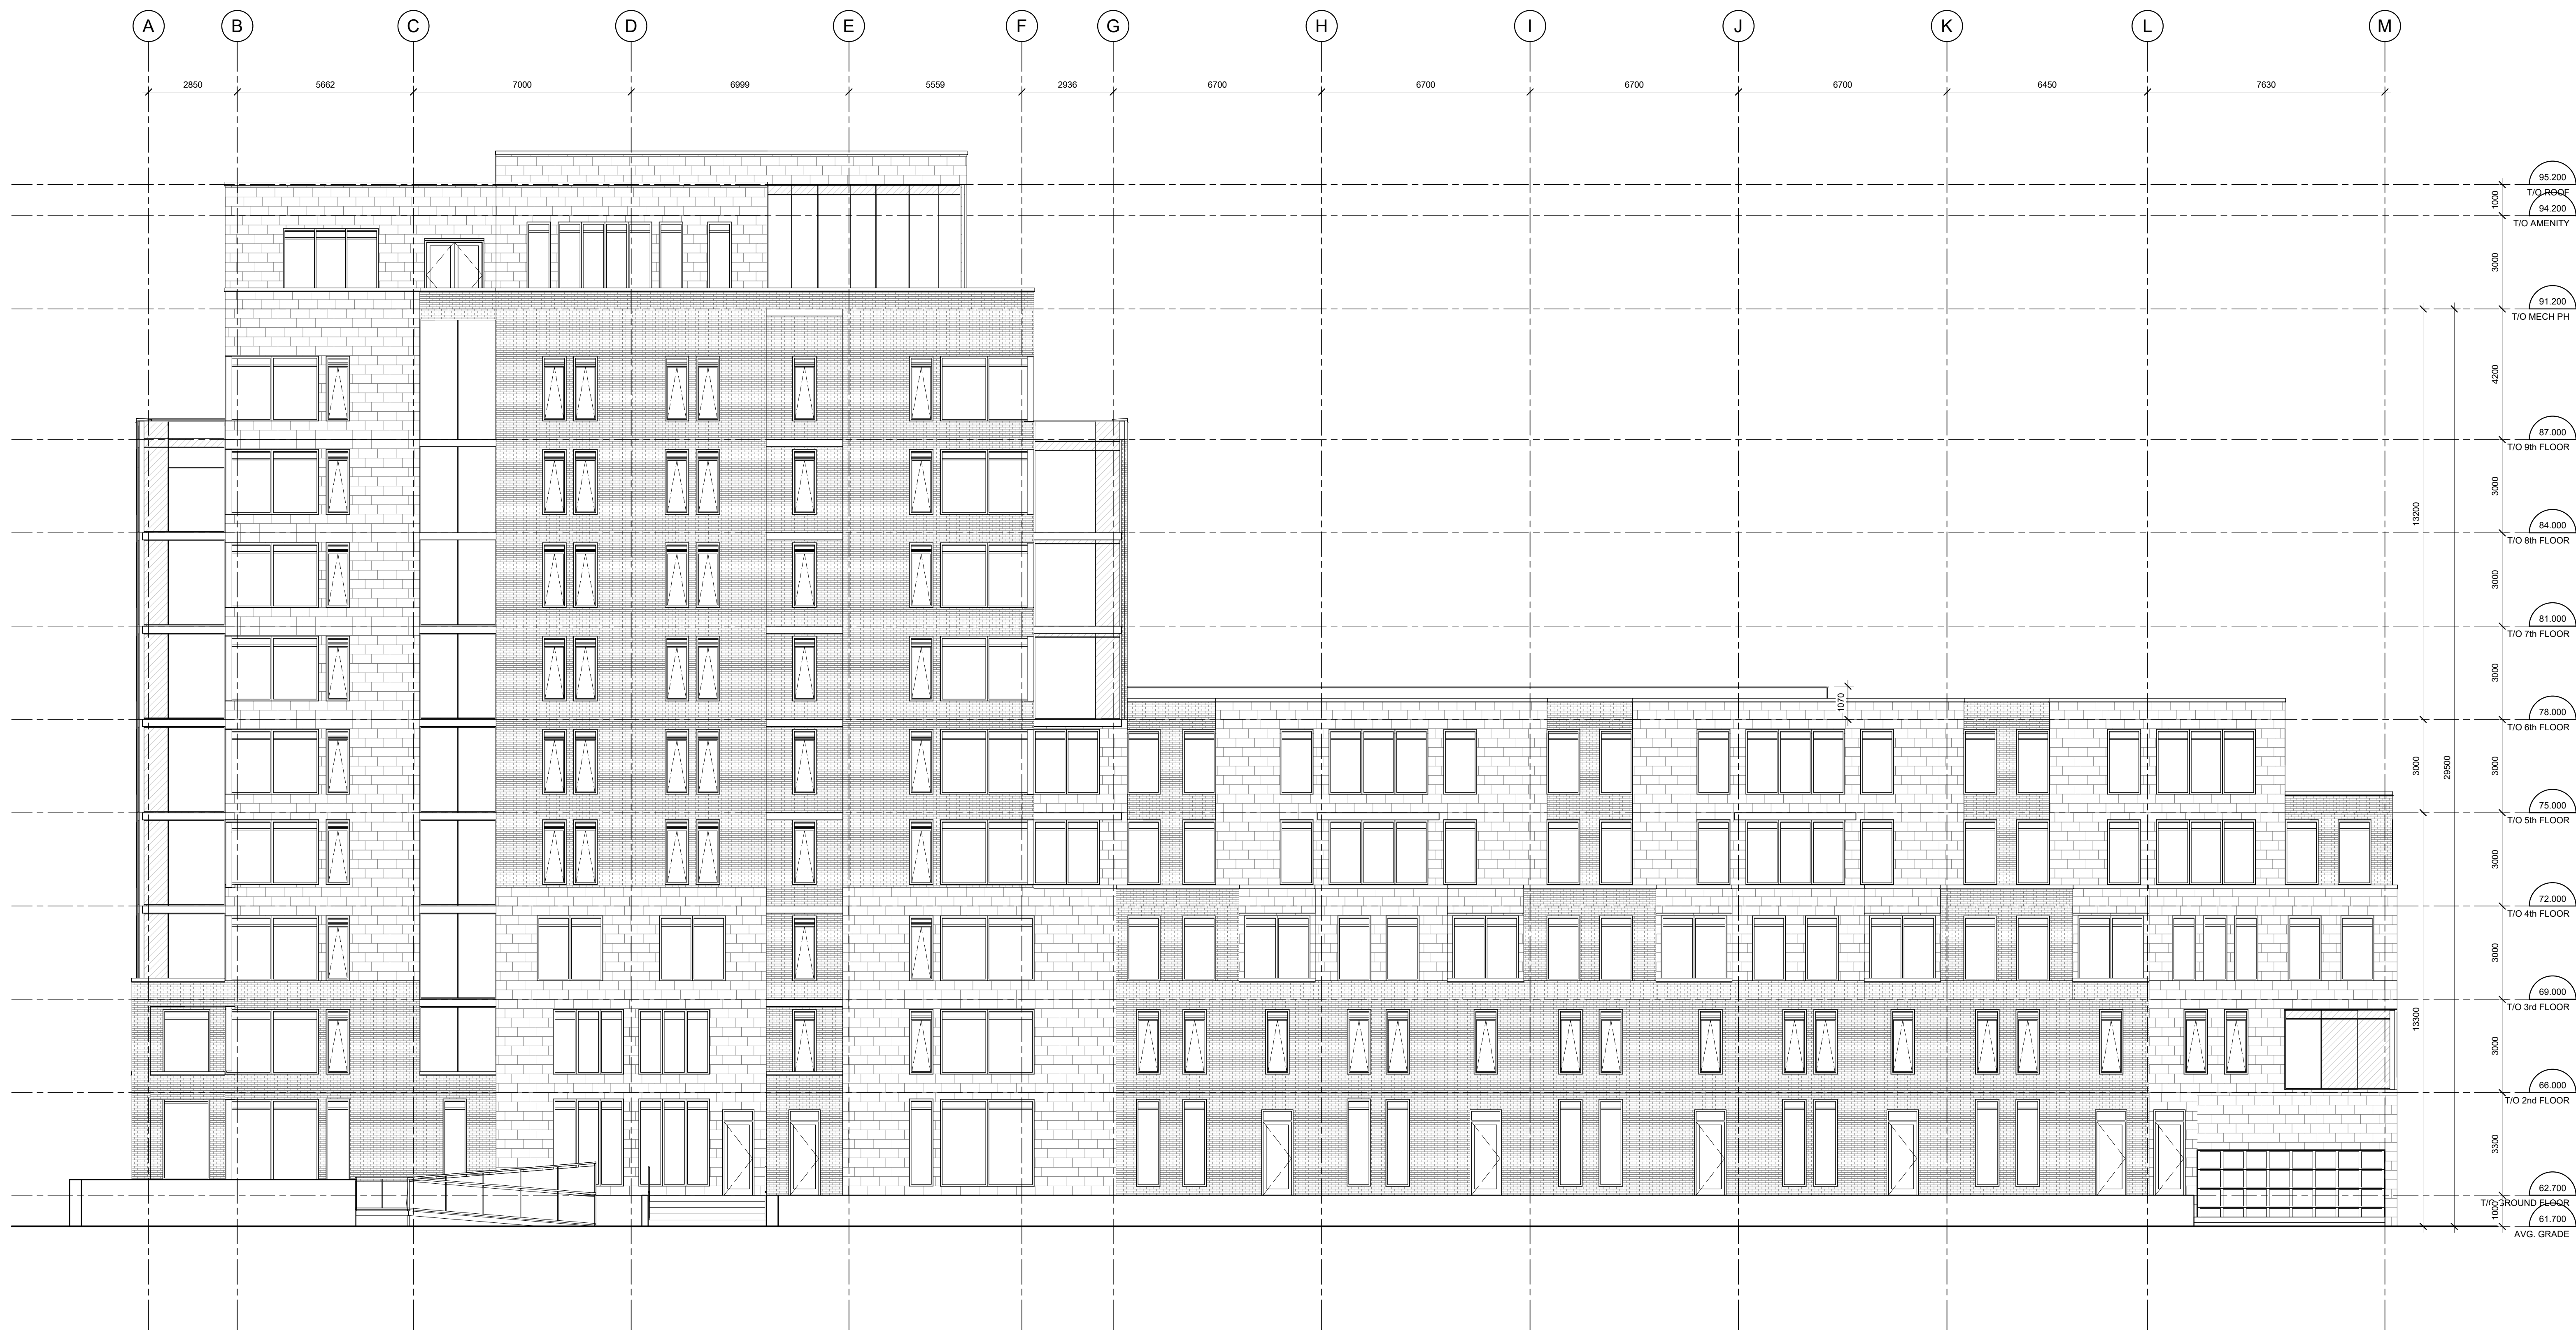 A B C D E F G H I J K L M
2850 5662 7000 6999 5559 2936 6700 6700 6700 6700 6450 7630
95.200
T/O ROOF
1000
94.200
T/O AMENITY
3000
91.200
T/O MECH PH
4200
87.000
T/O 9th FLOOR
3000
13200
84.000
T/O 8th FLOOR
3000
81.000
T/O 7th FLOOR
3000
1070
78.000
T/O 6th FLOOR
3000
29500
3000
75.000
T/O 5th FLOOR
3000
72.000
T/O 4th FLOOR
3000
69.000
T/O 3rd FLOOR
13300
3000
66.000
T/O 2nd FLOOR
3300
62.700
T/O GROUND FLOOR
1000
61.700
AVG. GRADE